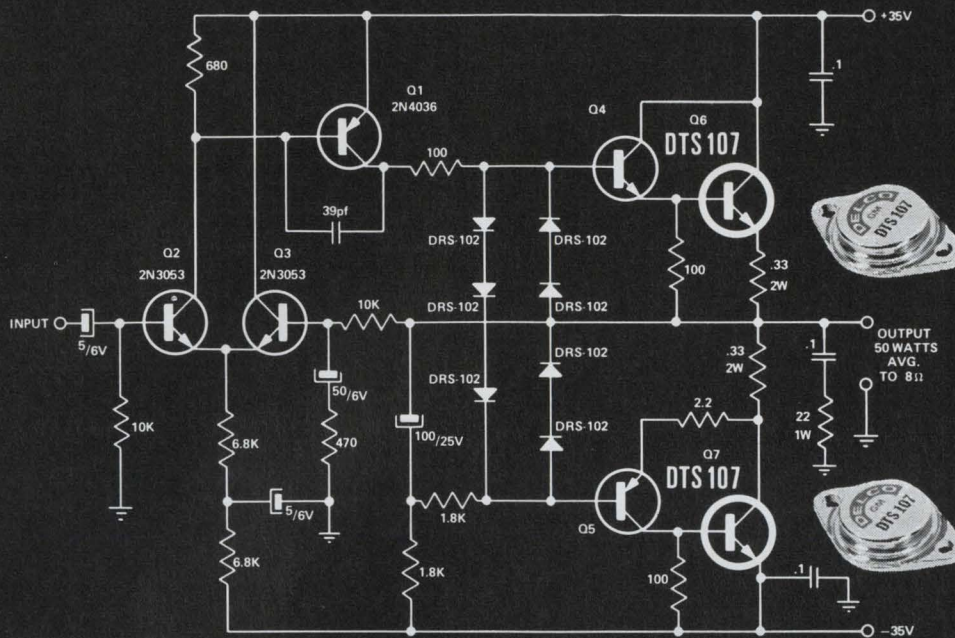 +35V
680
.1
Q1
2N4036
Q4
Q6
DTS 107
100
39pf
DRS-102
DRS-102
DELCO
GM
DTS 107
Q2
2N3053
Q3
2N3053
100
.33
2W
DRS-102
DRS-102
10K
INPUT
5/6V
OUTPUT
50 WATTS
AVG.
TO 8Ω
50/6V
DRS-102
DRS-102
.33
2W
.1
10K
6.8K
470
100/25V
2.2
22
1W
DRS-102
Q7
DTS 107
5/6V
1.8K
Q5
DELCO
GM
DTS 107
6.8K
1.8K
100
.1
-35V